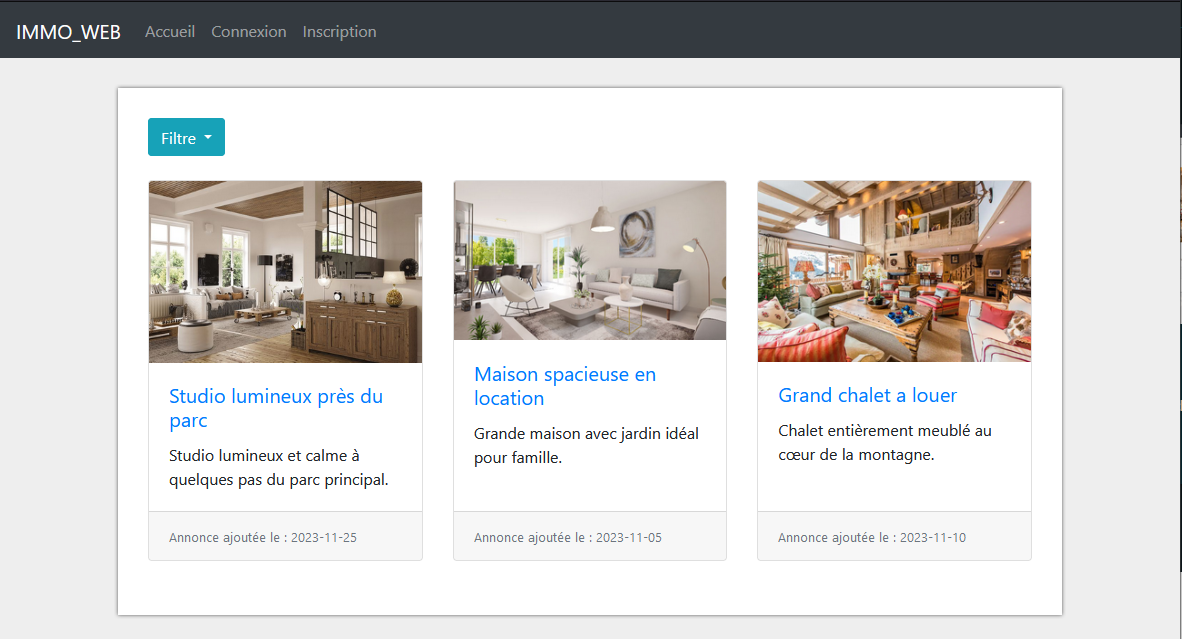 IMMO_WEB Accueil Connexion Inscription
Filtre
Studio lumineux près du
parc
Studio lumineux et calme à
quelques pas du parc principal.
Annonce ajoutée le : 2023-11-25
Maison spacieuse en
location
Grande maison avec jardin idéal
pour famille.
Annonce ajoutée le : 2023-11-05
Grand chalet a louer
Chalet entièrement meublé au
cœur de la montagne.
Annonce ajoutée le : 2023-11-10